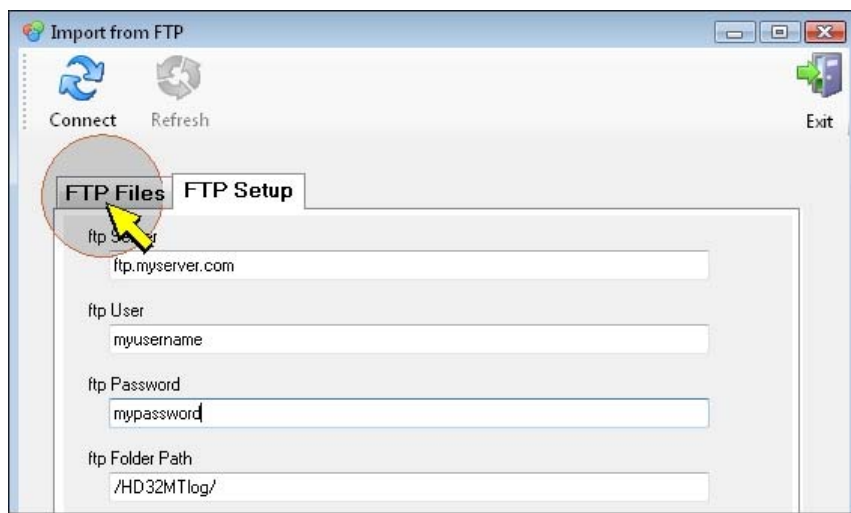 Import from FTP
Connect Refresh Exit
FTP Files FTP Setup
ftp Server
ftp.myserver.com
ftp User
myusername
ftp Password
mypassword
ftp Folder Path
/HD32MTlog/